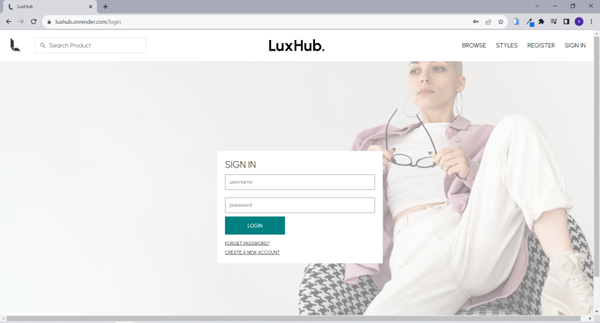 LuxHub
luxhub.onrender.com/login
Search Product
LuxHub.
BROWSE
STYLES
REGISTER
SIGN IN
SIGN IN
username
password
LOGIN
FORGET PASSWORD?
CREATE A NEW ACCOUNT